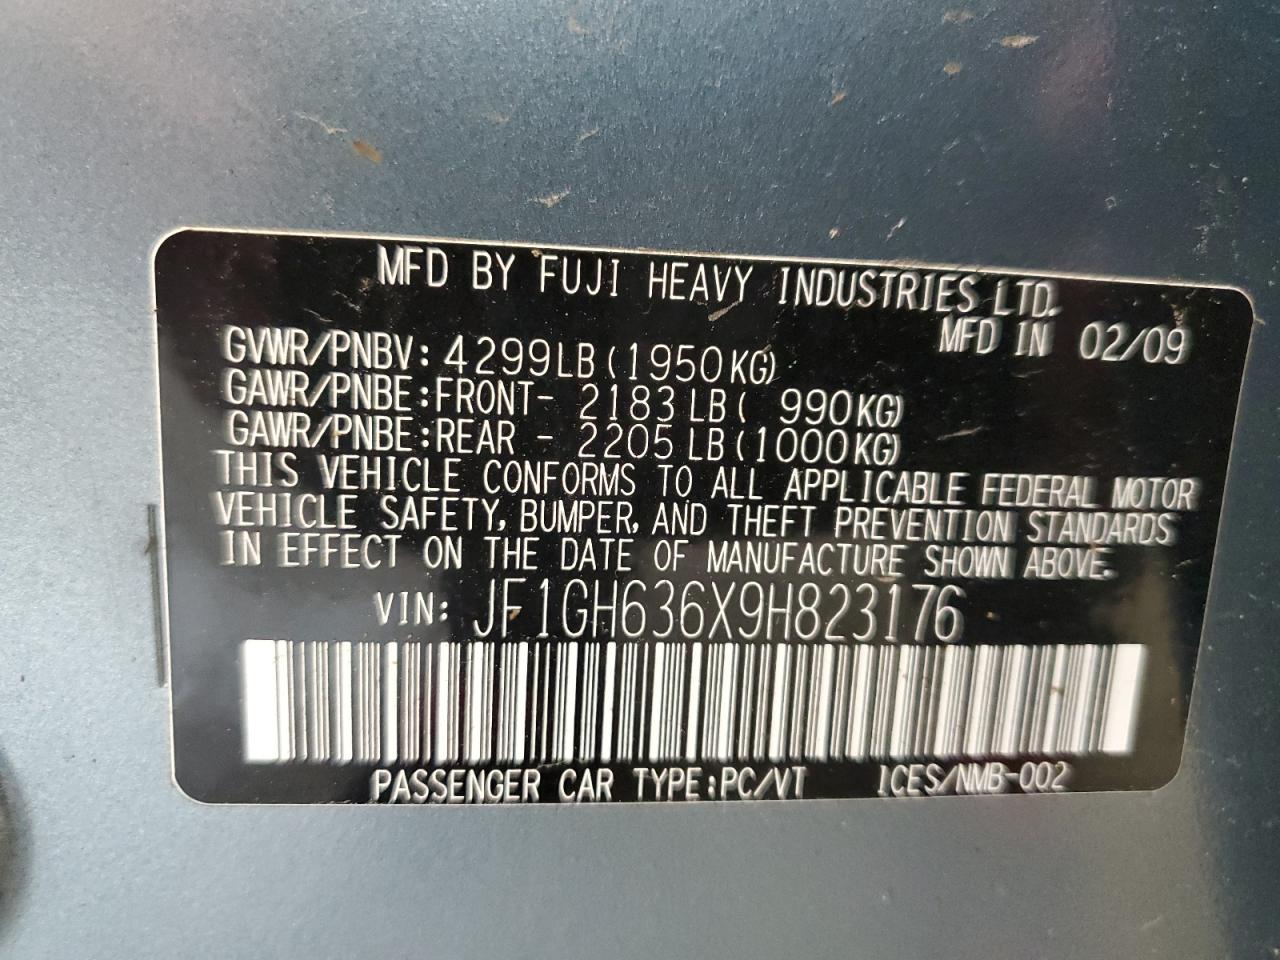 MFD BY FUJI HEAVY INDUSTRIES LTD.
MFD IN 02/09
GVWR/PNBV: 4299LB (1950KG)
GAWR/PNBE:FRONT- 2183LB( 990KG)
GAWR/PNBE:REAR - 2205LB(1000KG)
THIS VEHICLE CONFORMS TO ALL APPLICABLE FEDERAL MOTOR
VEHICLE SAFETY, BUMPER, AND THEFT PREVENTION STANDARDS
IN EFFECT ON THE DATE OF MANUFACTURE SHOWN ABOVE.
VIN: JF1GH636X9H823176
PASSENGER CAR TYPE:PC/VT ICES/NMB-002